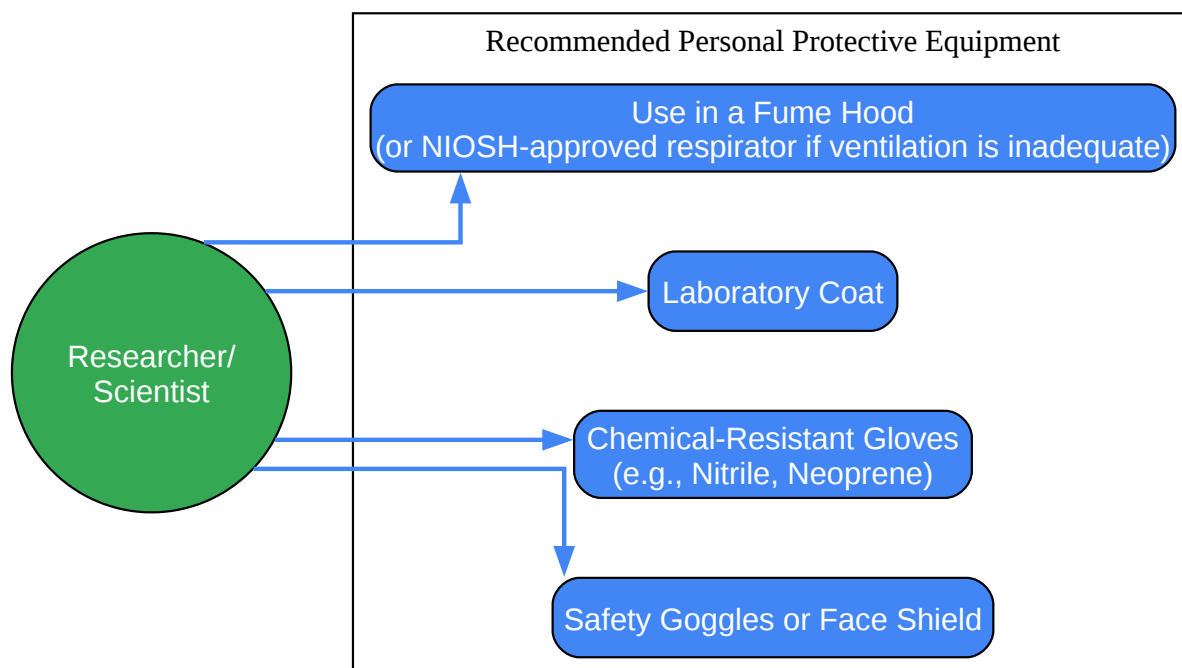 Recommended Personal Protective Equipment
Use in a Fume Hood
(or NIOSH-approved respirator if ventilation is inadequate)
Laboratory Coat
Researcher/
Scientist
Chemical-Resistant Gloves
(e.g., Nitrile, Neoprene)
Safety Goggles or Face Shield